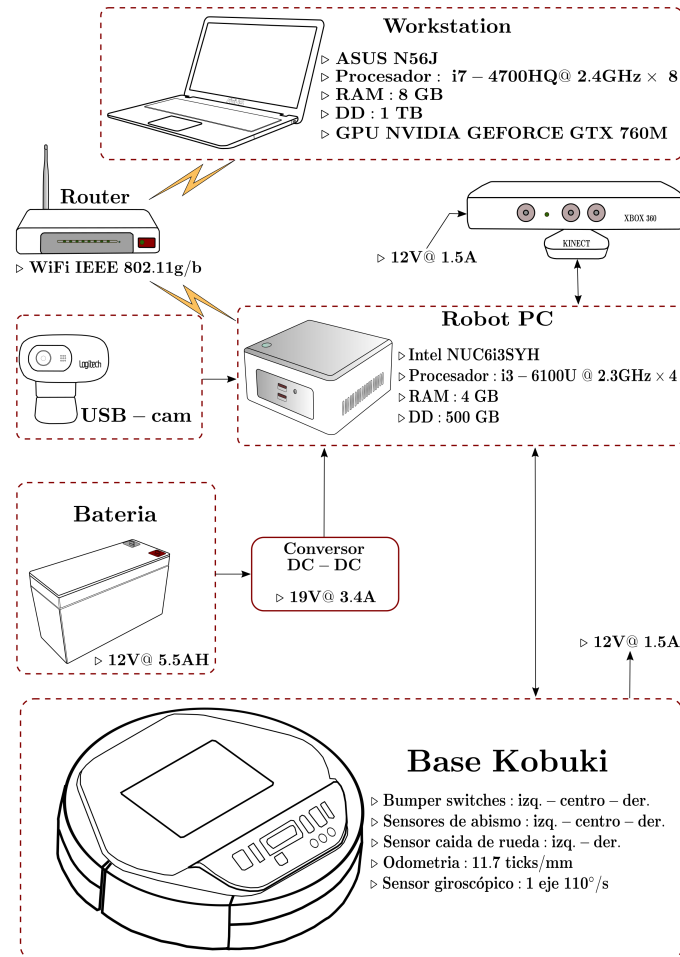 Workstation
▹ ASUS N56J
▹ Procesador : i7 – 4700HQ@ 2.4GHz × 8
▹ RAM : 8 GB
▹ DD : 1 TB
▹ GPU NVIDIA GEFORCE GTX 760M
Router
▹ WiFi IEEE 802.11g/b
XBOX 360
KINECT
▹ 12V@ 1.5A
Robot PC
▹ Intel NUC6i3SYH
▹ Procesador : i3 – 6100U @ 2.3GHz × 4
▹ RAM : 4 GB
▹ DD : 500 GB
Logitech
USB – cam
Bateria
▹ 12V@ 5.5AH
Conversor
DC – DC
▹ 19V@ 3.4A
▹ 12V@ 1.5A
Base Kobuki
▹ Bumper switches : izq. – centro – der.
▹ Sensores de abismo : izq. – centro – der.
▹ Sensor caida de rueda : izq. – der.
▹ Odometria : 11.7 ticks/mm
▹ Sensor giroscópico : 1 eje 110°/s